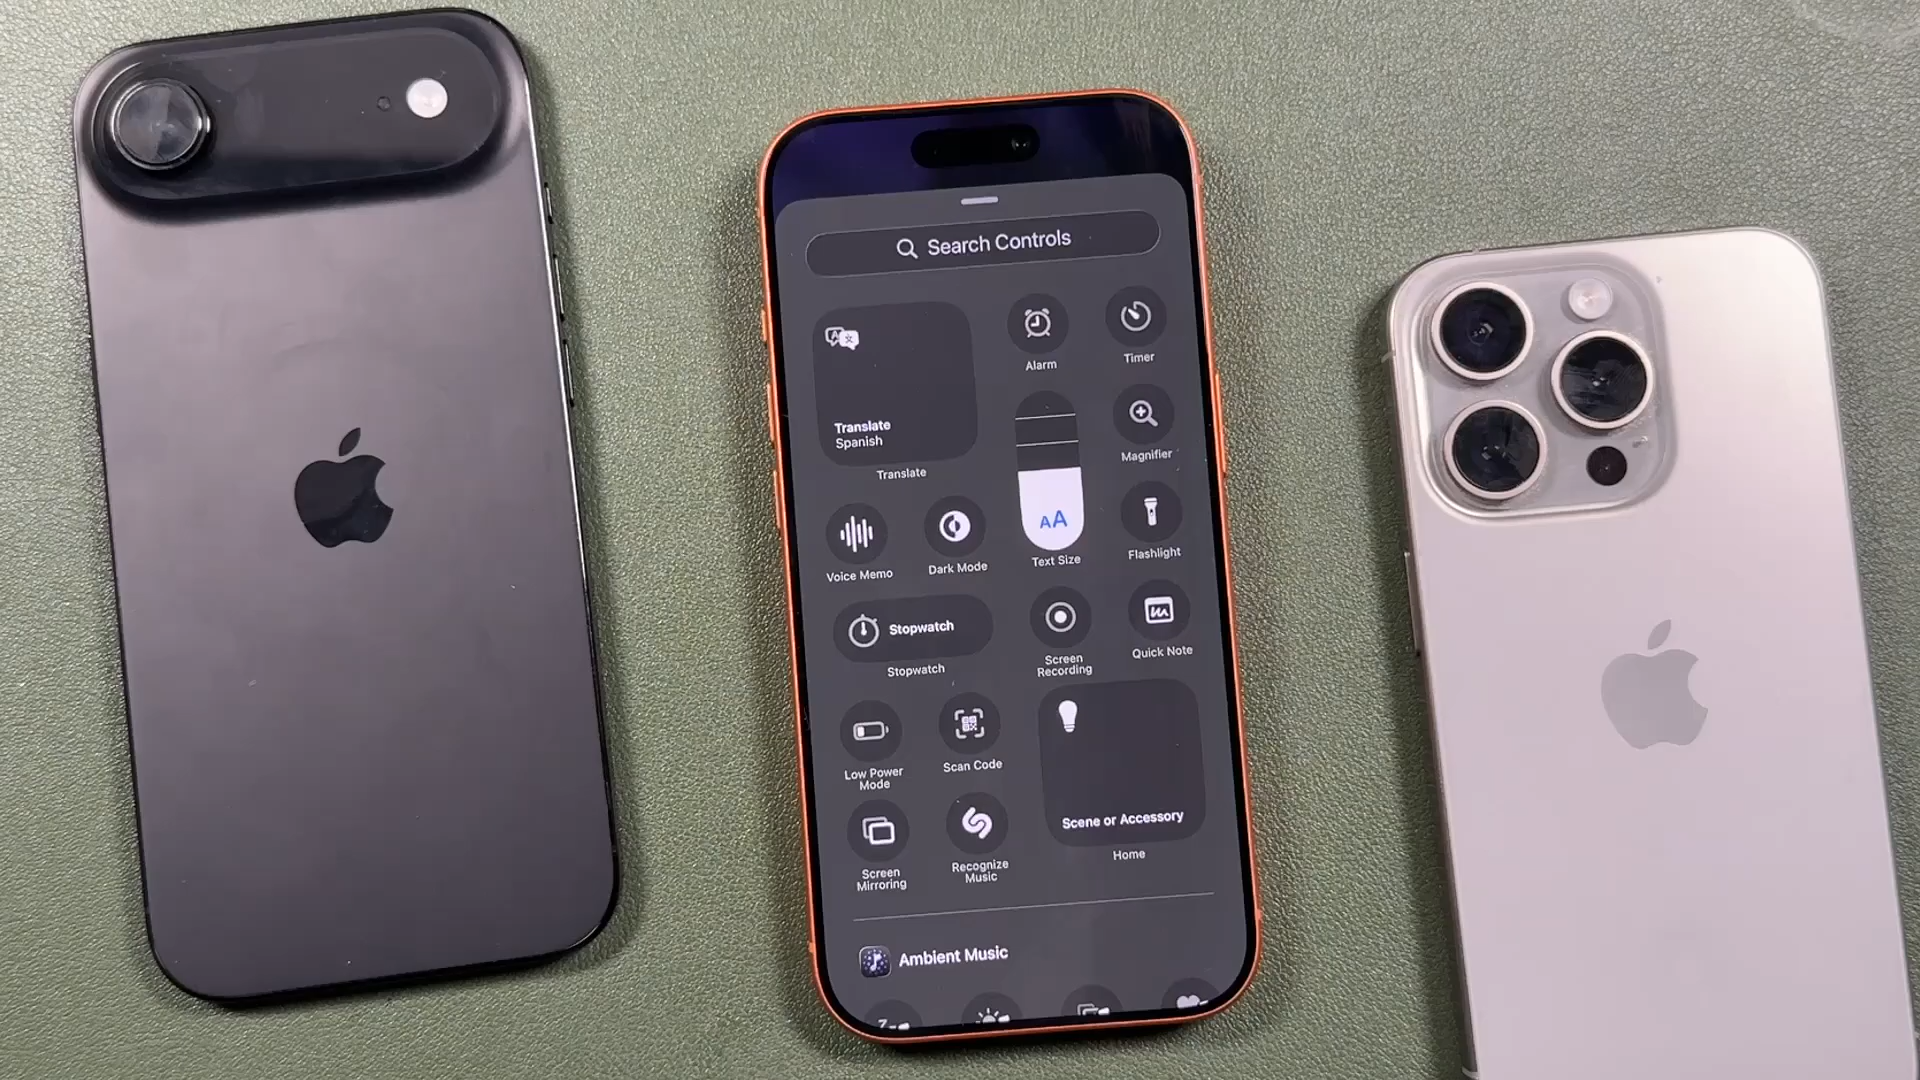 Search Controls
Translate
Spanish
Translate
Alarm
Timer
Magnifier
Voice Memo
Dark Mode
AA
Text Size
Flashlight
Stopwatch
Stopwatch
Screen
Recording
Quick Note
Low Power
Mode
Scan Code
Scene or Accessory
Home
Screen
Mirroring
Recognize
Music
Ambient Music